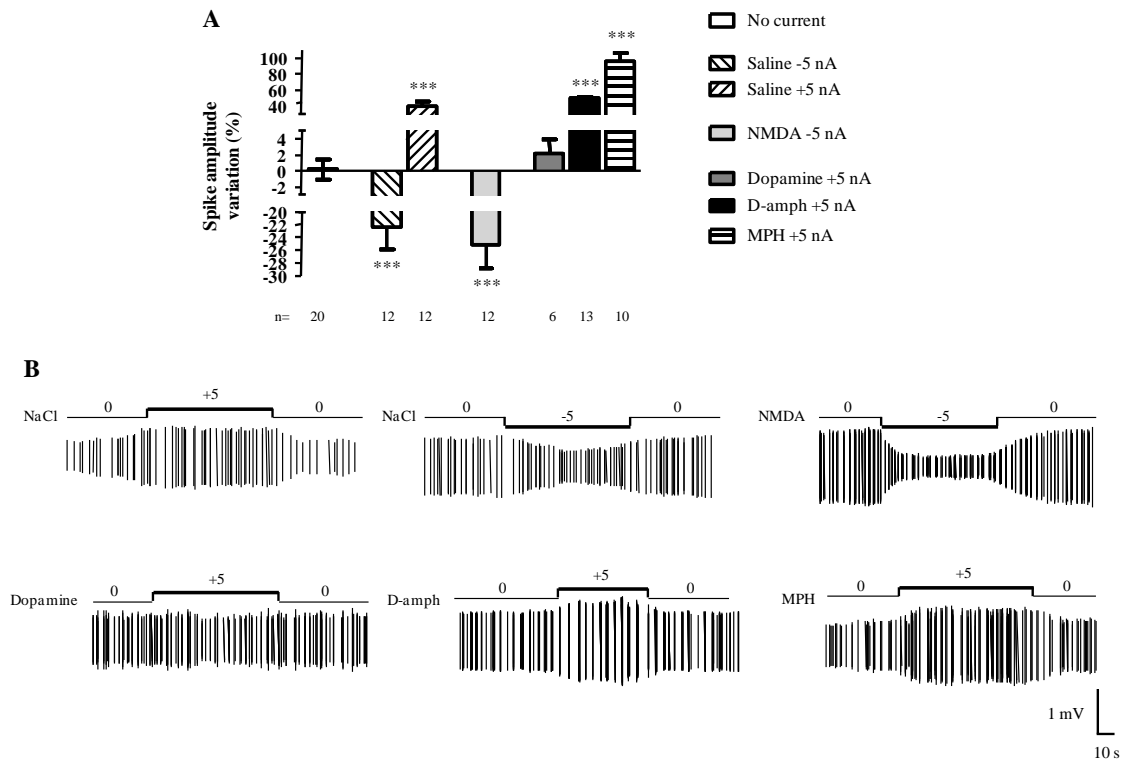 A
Spike amplitude
variation (%)
100
80
60
40
4
2
0
-2
-20
-22
-24
-26
-28
-30
***
***
***
***
***
n= 20 12 12 12 6 13 10
No current
Saline -5 nA
Saline +5 nA
NMDA -5 nA
Dopamine +5 nA
D-amph +5 nA
MPH +5 nA
B
NaCl 0 +5 0
NaCl 0 -5 0
NMDA 0 -5 0
Dopamine 0 +5 0
D-amph 0 +5 0
MPH 0 +5 0
1 mV
10 s